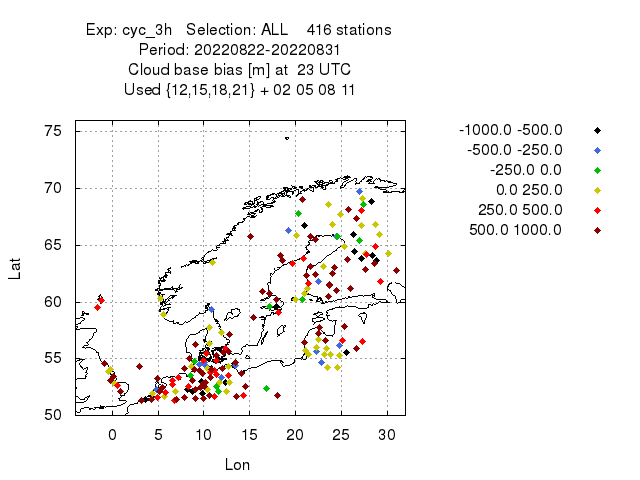 Exp: cyc_3h   Selection: ALL    416 stations
Period: 20220822-20220831
Cloud base bias [m] at  23 UTC
Used {12,15,18,21} + 02 05 08 11
-1000.0 -500.0
-500.0 -250.0
-250.0 0.0
0.0 250.0
250.0 500.0
500.0 1000.0
75
70
65
60
55
50
Lat
0 5 10 15 20 25 30
Lon